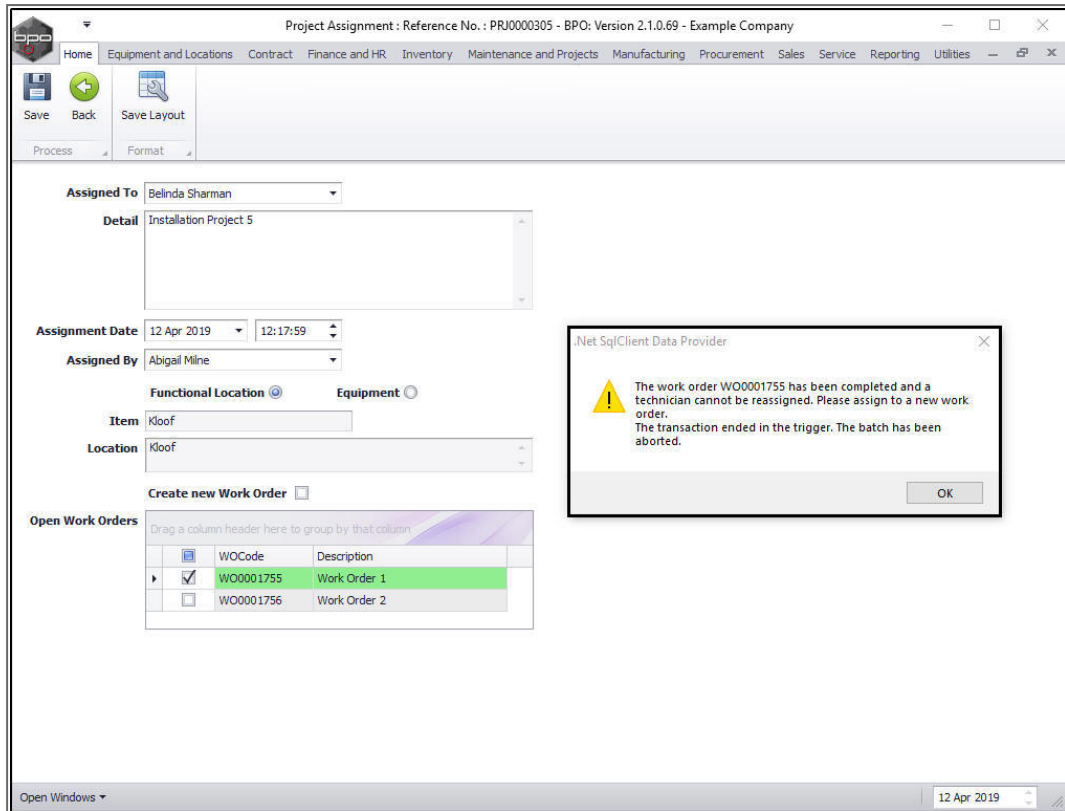 Project Assignment : Reference No. : PRJ0000305 - BPO: Version 2.1.0.69 - Example Company
bpo
Home Equipment and Locations Contract Finance and HR Inventory Maintenance and Projects Manufacturing Procurement Sales Service Reporting Utilities
Save Back Save Layout
Process Format
Assigned To Belinda Sharman
Detail Installation Project 5
Assignment Date 12 Apr 2019 12:17:59
Assigned By Abigail Milne
Functional Location Equipment
Item Kloof
Location Kloof
Create new Work Order
Open Work Orders
Drag a column header here to group by that column
WOCode Description
WO0001755 Work Order 1
WO0001756 Work Order 2
.Net SqlClient Data Provider
The work order WO0001755 has been completed and a
technician cannot be reassigned. Please assign to a new work
order.
The transaction ended in the trigger. The batch has been
aborted.
OK
Open Windows 12 Apr 2019